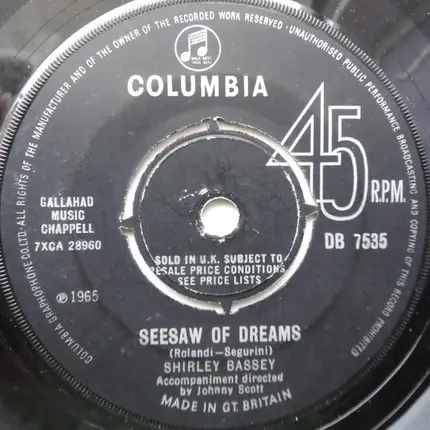 ALL RIGHTS OF THE MANUFACTURER AND OF THE OWNER OF THE RECORDED WORK RESERVED · UNAUTHORISED PUBLIC PERFORMANCE BROADCASTING AND COPYING OF THIS RECORD PROHIBITED
COLUMBIA GRAPHOPHONE CO. LTD.
COLUMBIA
45
R.P.M.
GALLAHAD
MUSIC
CHAPPELL
7XCA 28960
DB 7535
SOLD IN U.K. SUBJECT TO
RESALE PRICE CONDITIONS
SEE PRICE LISTS
℗ 1965
SEESAW OF DREAMS
(Rolandi–Segurini)
SHIRLEY BASSEY
Accompaniment directed
by Johnny Scott
MADE IN GT. BRITAIN